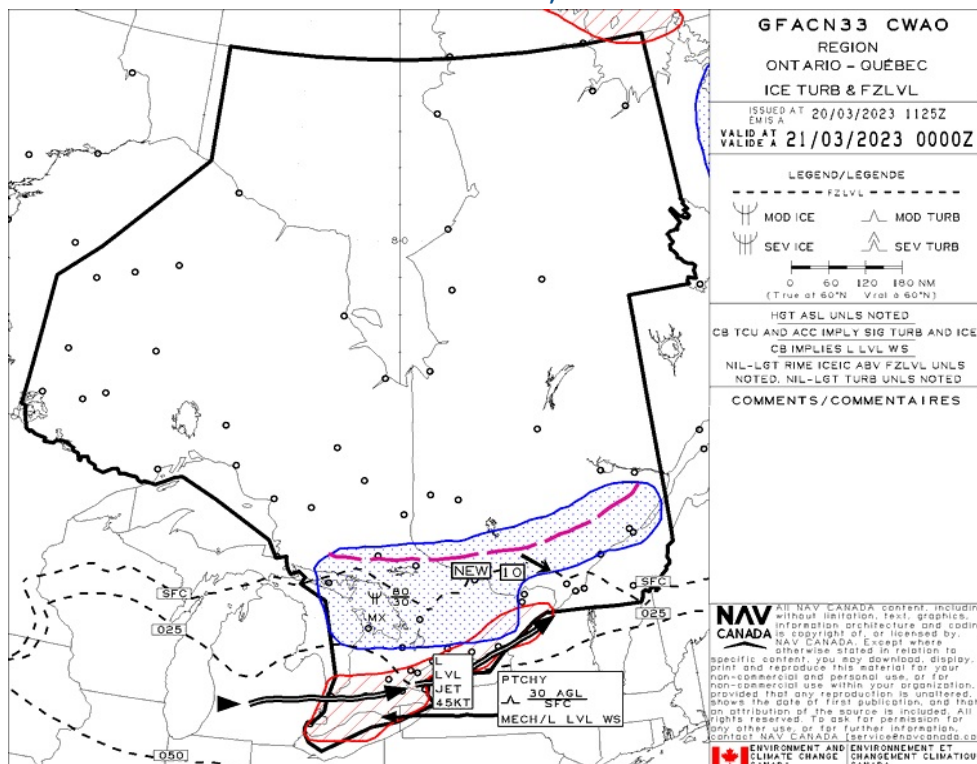 GFACN33 CWAO
REGION
ONTARIO – QUÉBEC
ICE TURB & FZLVL
ISSUED AT 20/03/2023 1125Z
EMIS A
VALID AT 21/03/2023 0000Z
VALIDE A
LEGEND/LEGENDE
FZLVL
MOD ICE
MOD TURB
SEV ICE
SEV TURB
0 60 120 180 NM
(True at 60°N Vrai à 60°N)
HGT ASL UNLS NOTED
CB TCU AND ACC IMPLY SIG TURB AND ICE
CB IMPLIES L LVL WS
NIL-LGT RIME ICEIC ABV FZLVL UNLS
NOTED. NIL-LGT TURB UNLS NOTED
COMMENTS/COMMENTAIRES
80
NEW
10
SFC
SFC
025
025
050
80
30
MX
L
LVL
JET
45KT
PTCHY
30 AGL
SFC
MECH/L LVL WS
NAV
CANADA
All NAV CANADA content, including
without limitation, text, graphics,
information architecture and coding
is copyright of, or licensed by,
NAV CANADA. Except where
otherwise stated in relation to
specific content, you may download, display,
print and reproduce this material for your
non-commercial and personal use, or for
non-commercial use within your organization,
provided that any reproduction is unaltered,
shows the date of first publication, and that
an attribution of the source is included. All
rights reserved. To ask for permission for
any other use, or for further information,
contact NAV CANADA [service@navcanada.ca
ENVIRONMENT AND
CLIMATE CHANGE
CANADA
ENVIRONNEMENT ET
CHANGEMENT CLIMATIQUE
CANADA